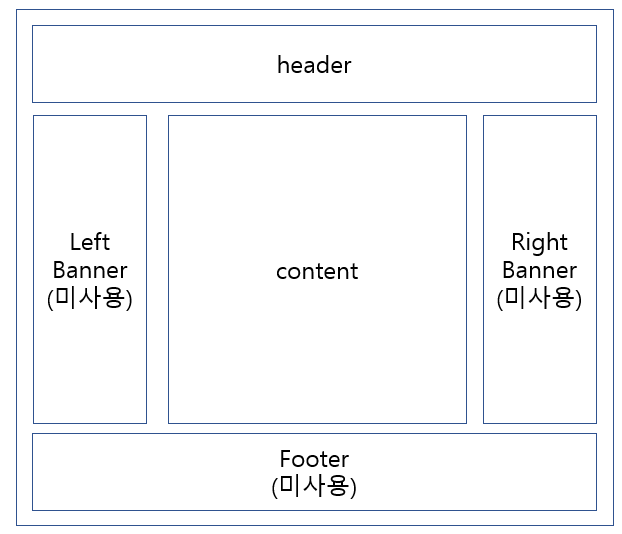 header
Left
Banner
(미사용)
content
Right
Banner
(미사용)
Footer
(미사용)